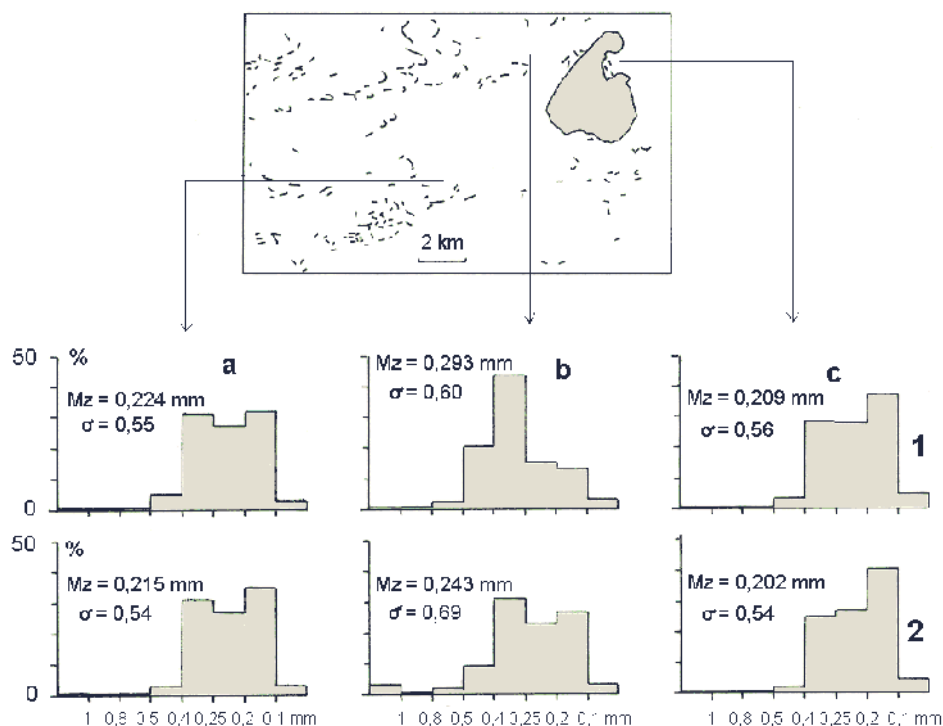 2 km
50
%
a
Mz = 0,224 mm
σ = 0,55
0
Mz = 0,293 mm
σ = 0,60
b
c
Mz = 0,209 mm
σ = 0,56
1
50
%
Mz = 0,215 mm
σ = 0,54
0
Mz = 0,243 mm
σ = 0,69
Mz = 0,202 mm
σ = 0,54
2
1 0,8 0,5 0,4 0,25 0,2 0,1 mm
1 0,8 0,5 0,4 0,25 0,2 0,1 mm
1 0,8 0,5 0,4 0,25 0,2 0,1 mm